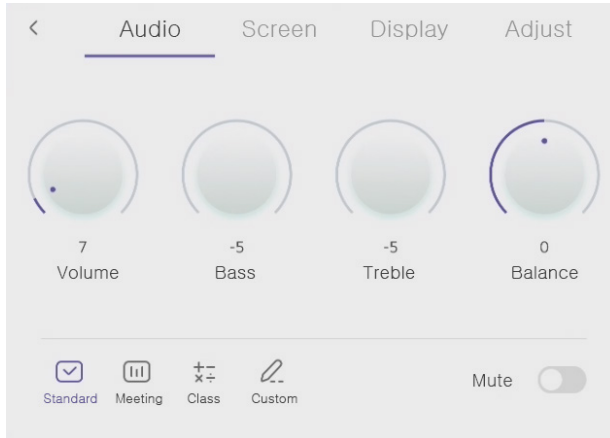 Audio Screen Display Adjust
7 -5 -5 0
Volume Bass Treble Balance
Standard Meeting Class Custom Mute